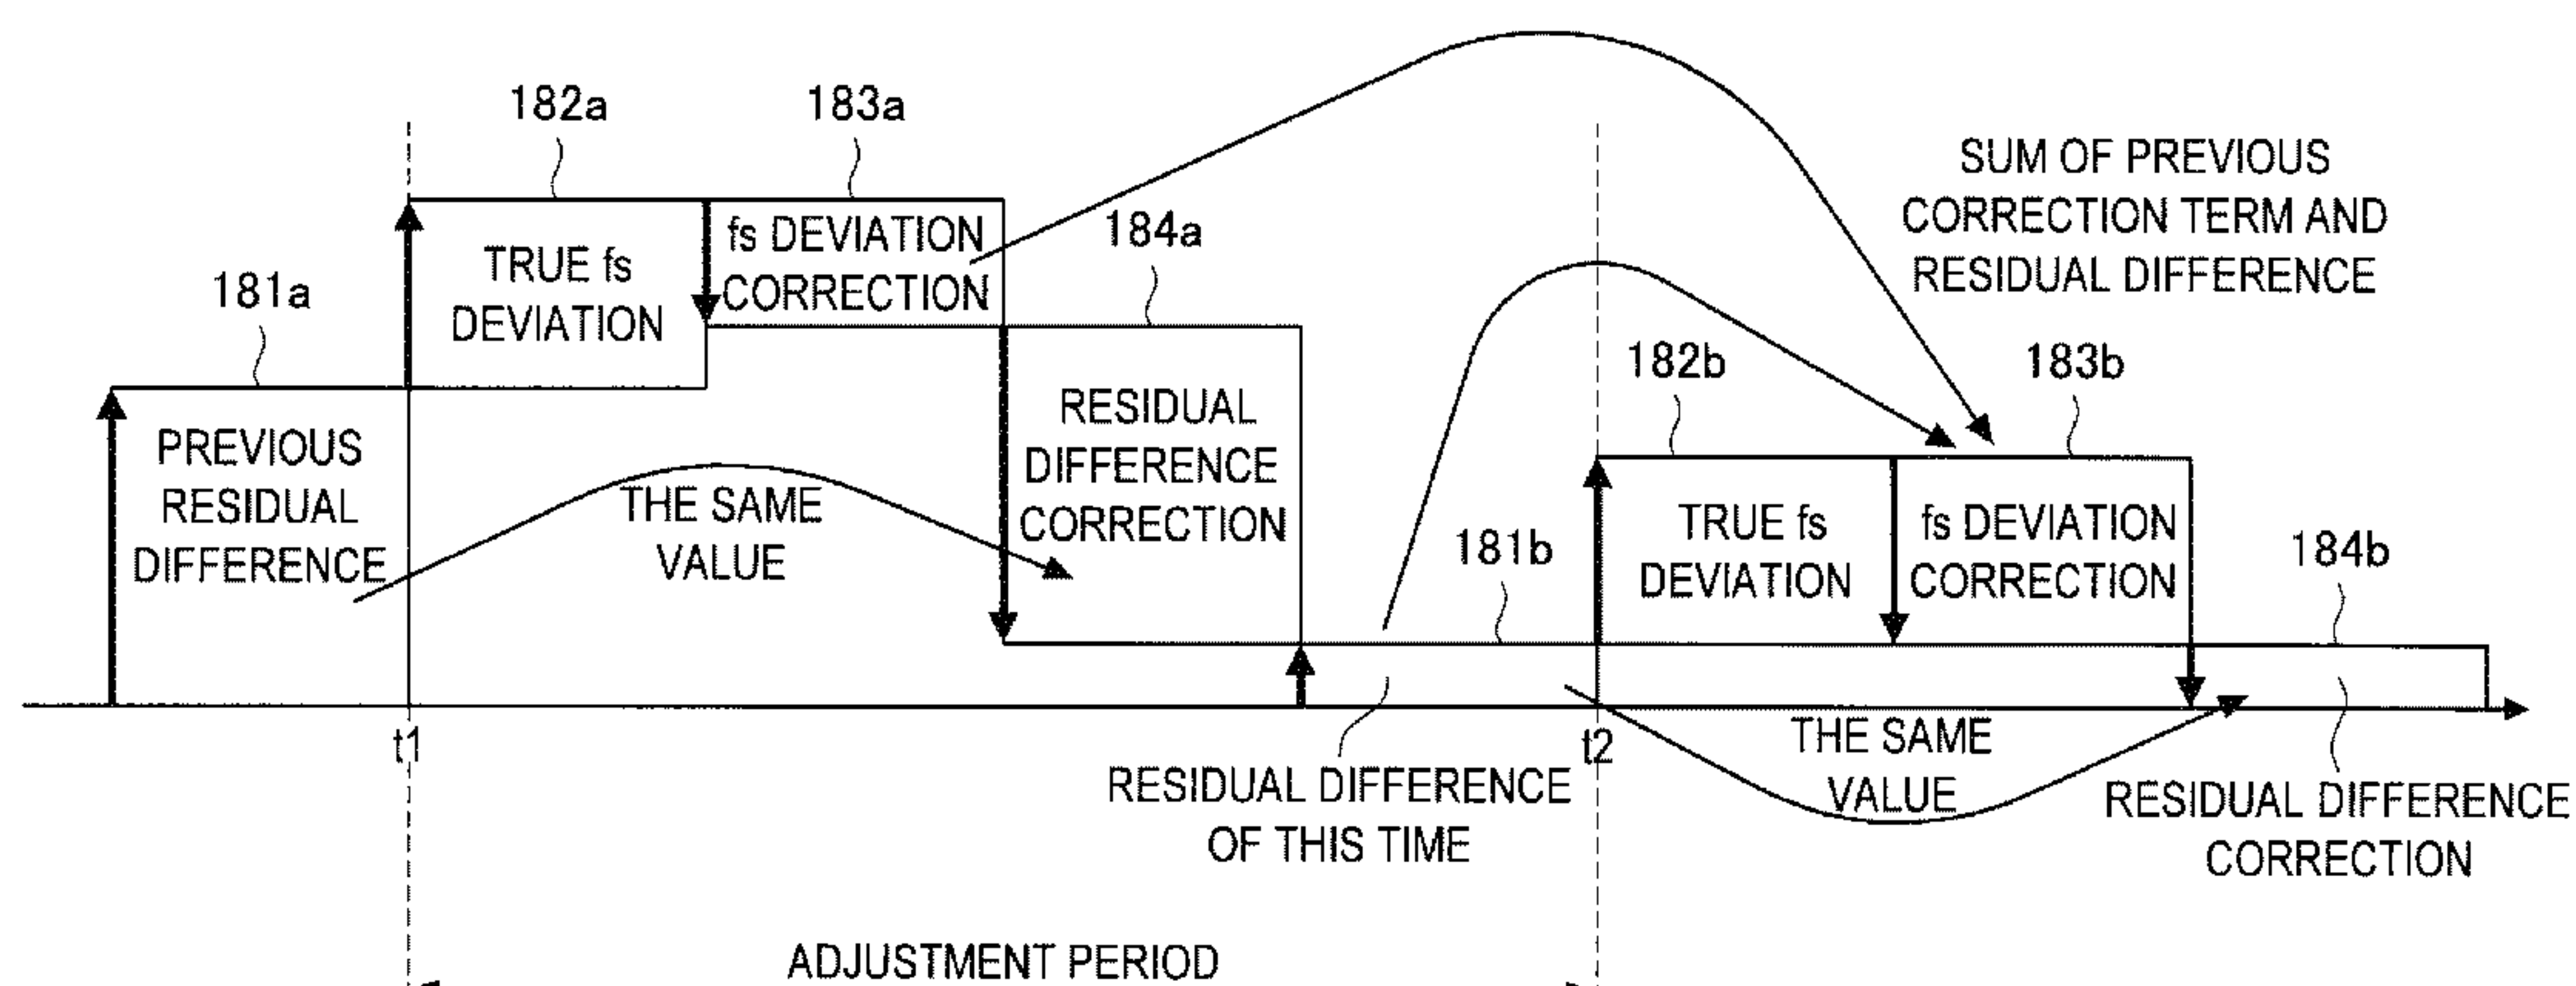 182a
183a
SUM OF PREVIOUS
CORRECTION TERM AND
RESIDUAL DIFFERENCE
181a
TRUE fs
DEVIATION
fs DEVIATION
CORRECTION
184a
PREVIOUS
RESIDUAL
DIFFERENCE
THE SAME
VALUE
RESIDUAL
DIFFERENCE
CORRECTION
182b
183b
181b
TRUE fs
DEVIATION
fs DEVIATION
CORRECTION
184b
t1
t2
RESIDUAL DIFFERENCE
OF THIS TIME
THE SAME
VALUE
RESIDUAL DIFFERENCE
CORRECTION
ADJUSTMENT PERIOD